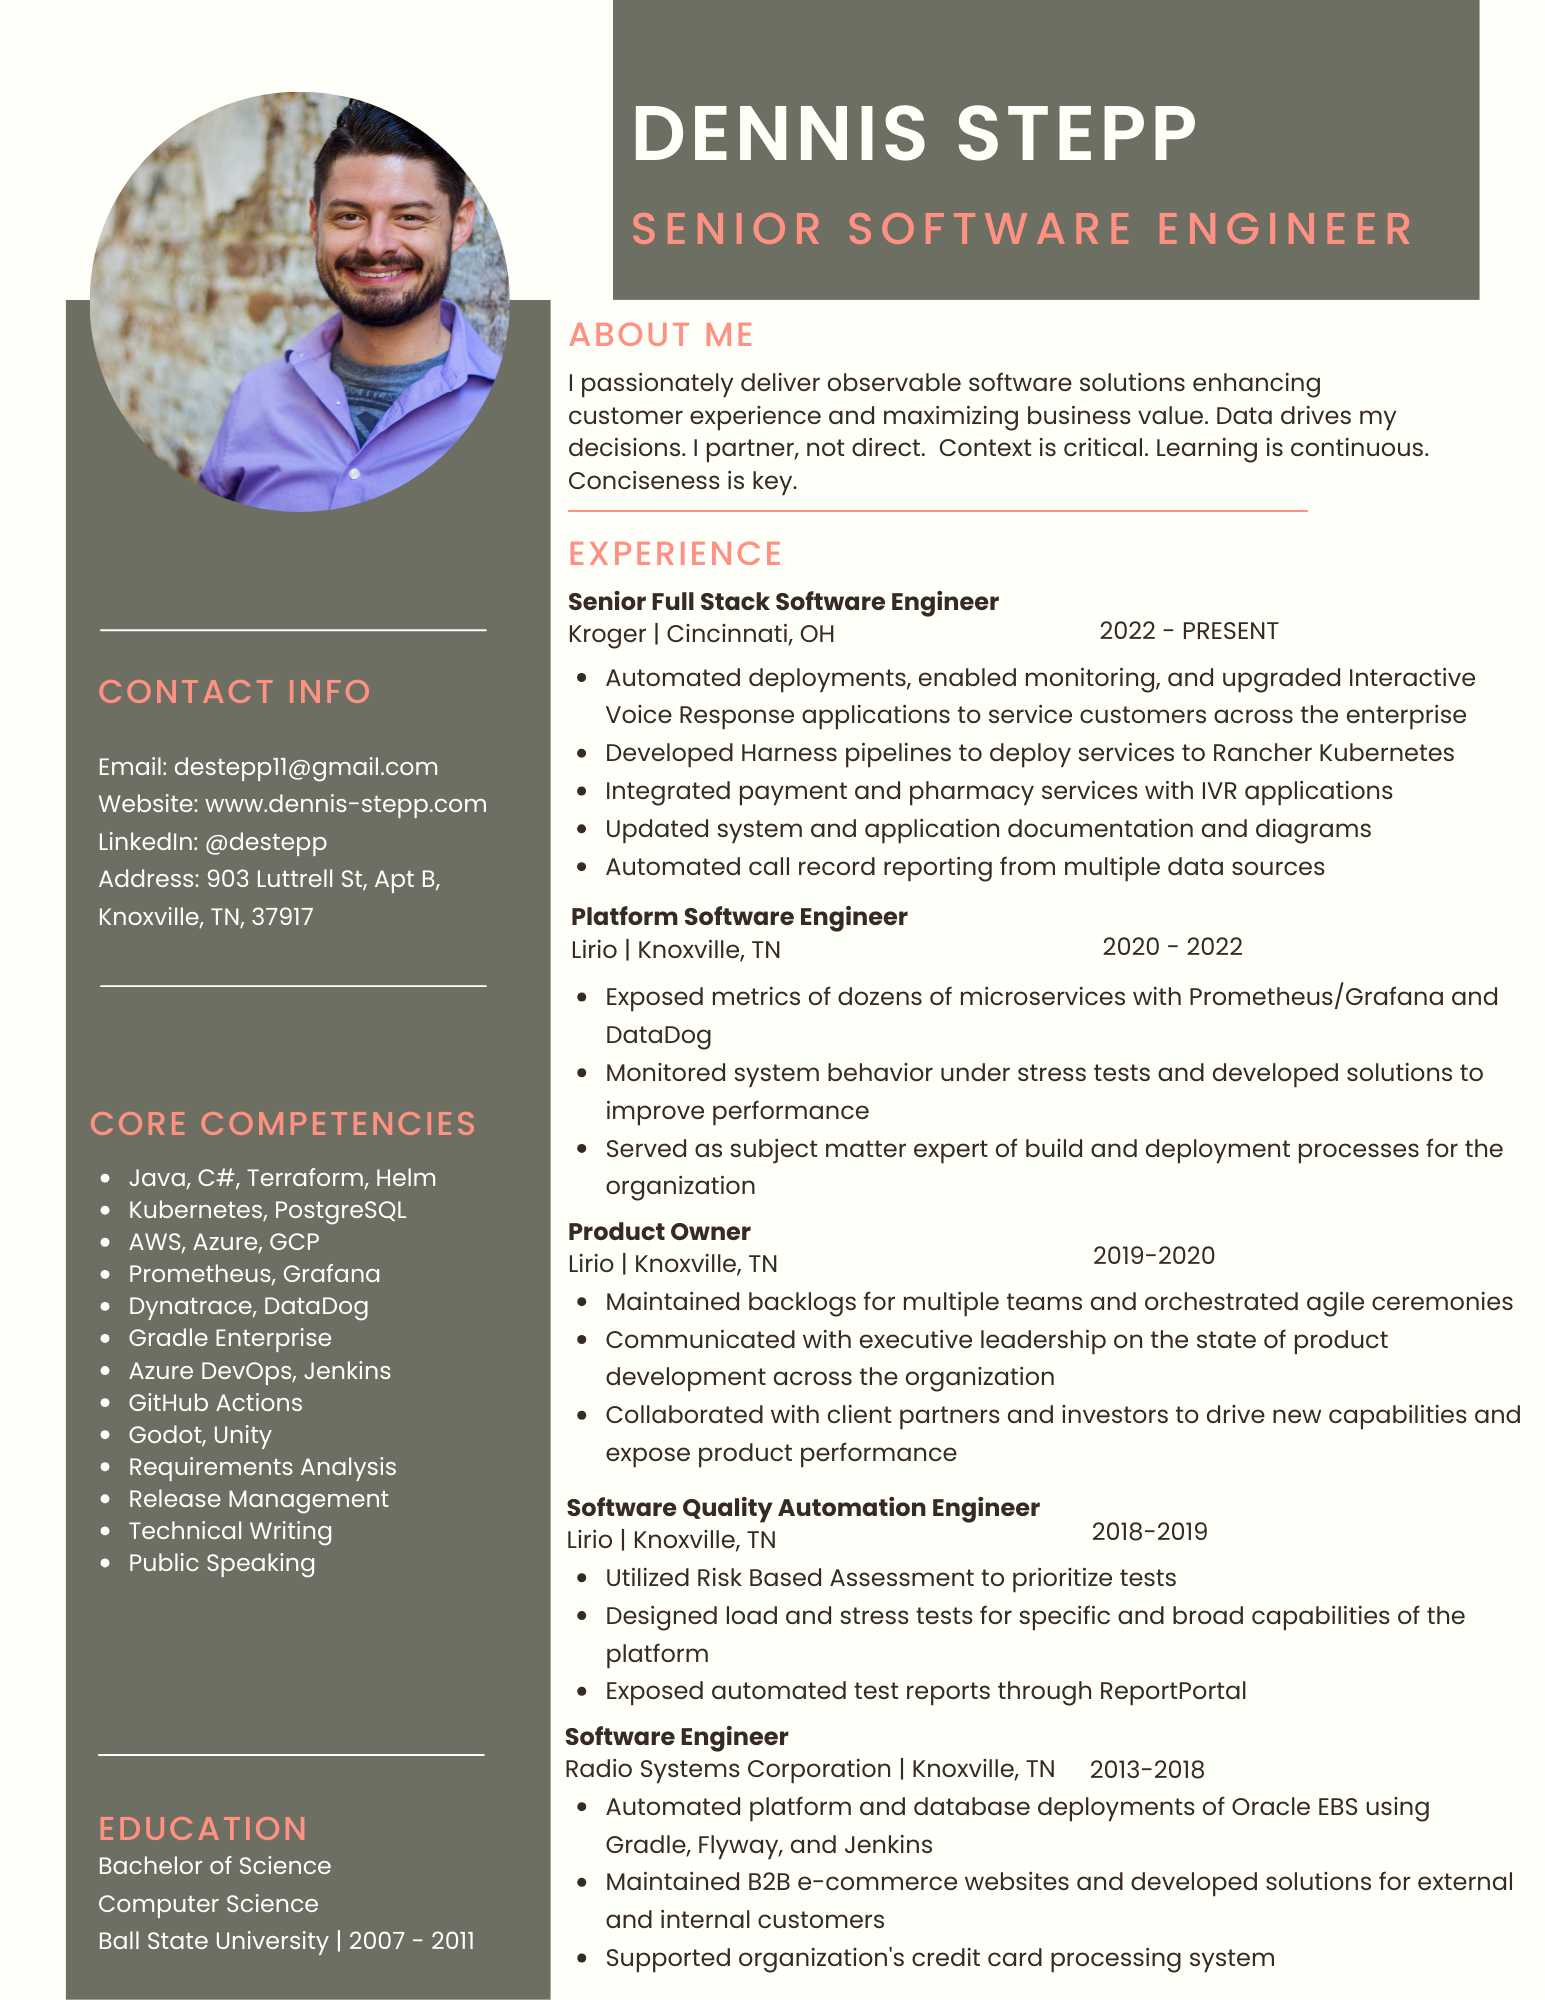 DENNIS STEPP
SENIOR SOFTWARE ENGINEER
CONTACT INFO
Email: destepp11@gmail.com
Website: www.dennis-stepp.com
LinkedIn: @destepp
Address: 903 Luttrell St, Apt B,
Knoxville, TN, 37917
CORE COMPETENCIES
• Java, C#, Terraform, Helm
• Kubernetes, PostgreSQL
• AWS, Azure, GCP
• Prometheus, Grafana
• Dynatrace, DataDog
• Gradle Enterprise
• Azure DevOps, Jenkins
• GitHub Actions
• Godot, Unity
• Requirements Analysis
• Release Management
• Technical Writing
• Public Speaking
EDUCATION
Bachelor of Science
Computer Science
Ball State University | 2007 - 2011
ABOUT ME
I passionately deliver observable software solutions enhancing
customer experience and maximizing business value. Data drives my
decisions. I partner, not direct.  Context is critical. Learning is continuous.
Conciseness is key.
EXPERIENCE
Senior Full Stack Software Engineer
Kroger | Cincinnati, OH 2022 - PRESENT
• Automated deployments, enabled monitoring, and upgraded Interactive
Voice Response applications to service customers across the enterprise
• Developed Harness pipelines to deploy services to Rancher Kubernetes
• Integrated payment and pharmacy services with IVR applications
• Updated system and application documentation and diagrams
• Automated call record reporting from multiple data sources
Platform Software Engineer
Lirio | Knoxville, TN 2020 - 2022
• Exposed metrics of dozens of microservices with Prometheus/Grafana and
DataDog
• Monitored system behavior under stress tests and developed solutions to
improve performance
• Served as subject matter expert of build and deployment processes for the
organization
Product Owner
Lirio | Knoxville, TN 2019-2020
• Maintained backlogs for multiple teams and orchestrated agile ceremonies
• Communicated with executive leadership on the state of product
development across the organization
• Collaborated with client partners and investors to drive new capabilities and
expose product performance
Software Quality Automation Engineer
Lirio | Knoxville, TN 2018-2019
• Utilized Risk Based Assessment to prioritize tests
• Designed load and stress tests for specific and broad capabilities of the
platform
• Exposed automated test reports through ReportPortal
Software Engineer
Radio Systems Corporation | Knoxville, TN 2013-2018
• Automated platform and database deployments of Oracle EBS using
Gradle, Flyway, and Jenkins
• Maintained B2B e-commerce websites and developed solutions for external
and internal customers
• Supported organization's credit card processing system